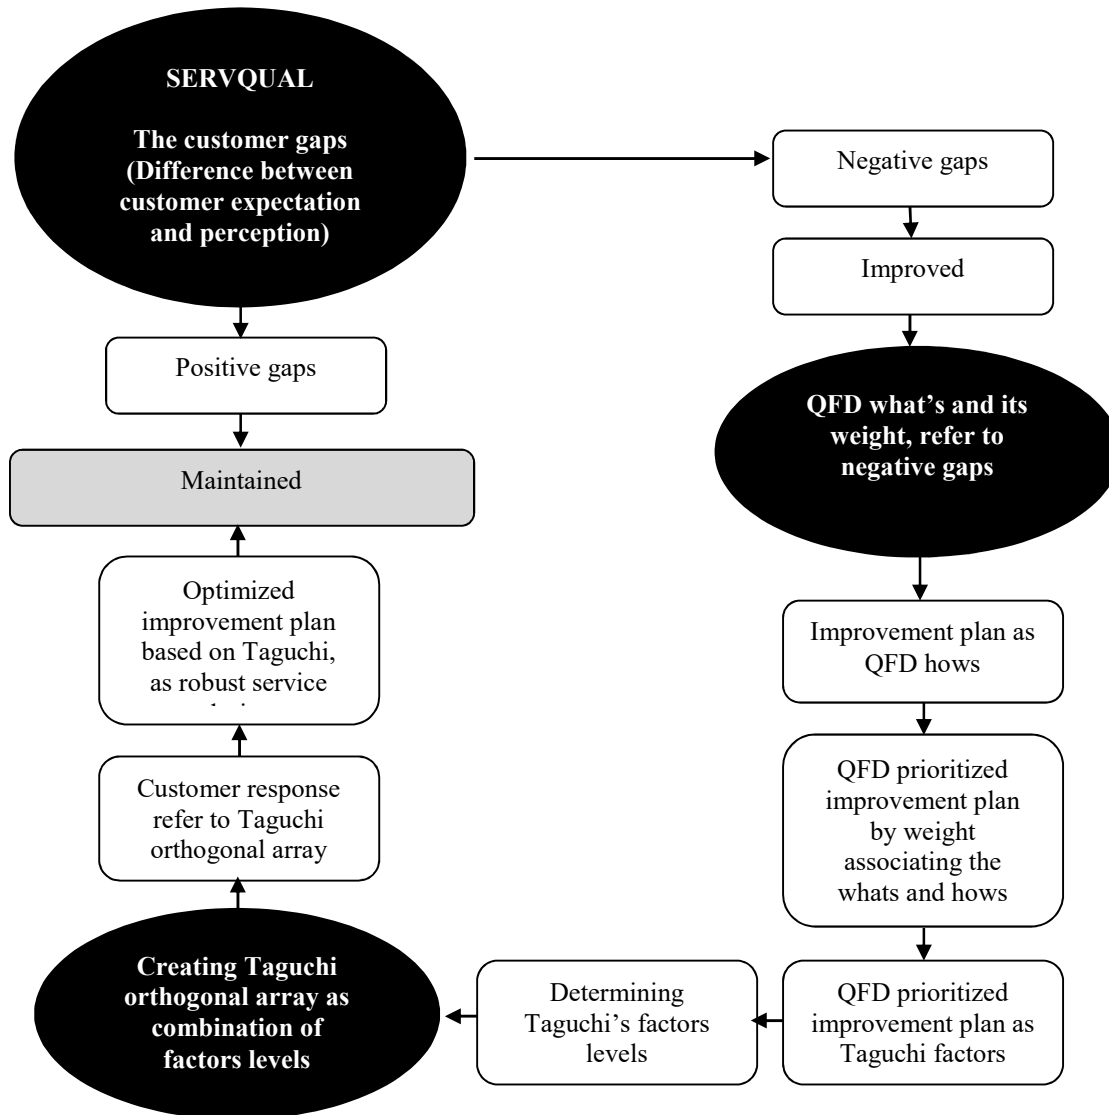 SERVQUAL
The customer gaps
(Difference between
customer expectation
and perception)
Negative gaps
Improved
QFD what’s and its
weight, refer to
negative gaps
Improvement plan as
QFD hows
QFD prioritized
improvement plan
by weight
associating the
whats and hows
QFD prioritized
improvement plan as
Taguchi factors
Determining
Taguchi’s factors
levels
Creating Taguchi
orthogonal array as
combination of
factors levels
Customer response
refer to Taguchi
orthogonal array
Optimized
improvement plan
based on Taguchi,
as robust service
Positive gaps
Maintained